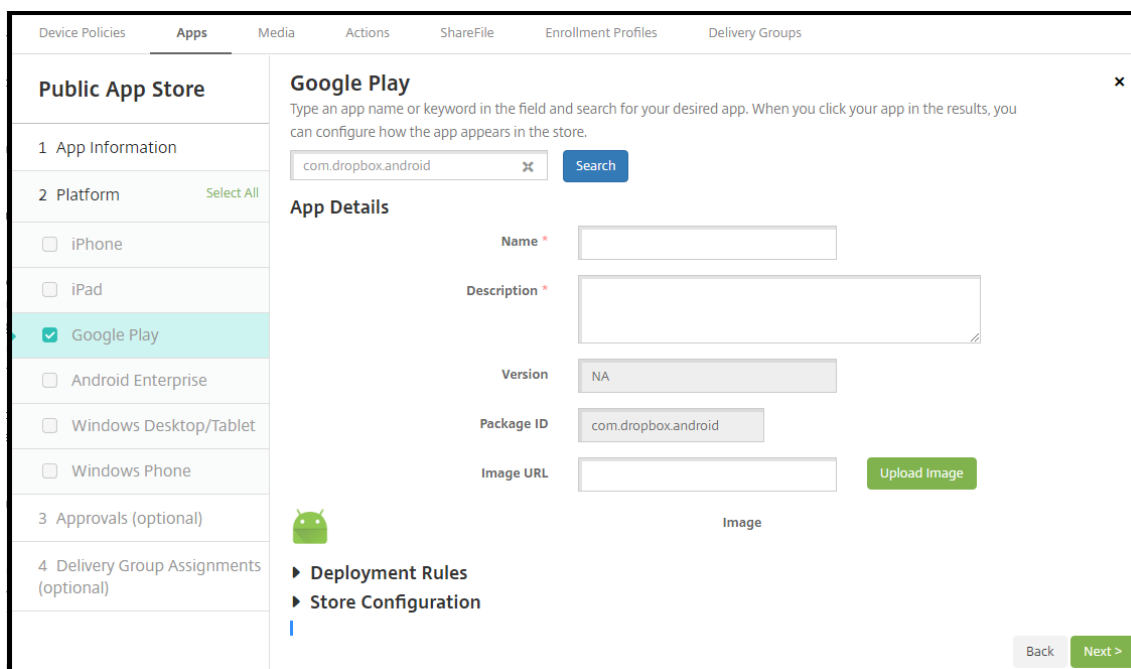 Device Policies Apps Media Actions ShareFile Enrollment Profiles Delivery Groups
Public App Store
1 App Information
2 Platform Select All
iPhone
iPad
Google Play
Android Enterprise
Windows Desktop/Tablet
Windows Phone
3 Approvals (optional)
4 Delivery Group Assignments
(optional)
Google Play
Type an app name or keyword in the field and search for your desired app. When you click your app in the results, you
can configure how the app appears in the store.
com.dropbox.android Search
App Details
Name *
Description *
Version NA
Package ID com.dropbox.android
Image URL Upload Image
Image
Deployment Rules
Store Configuration
Back Next >